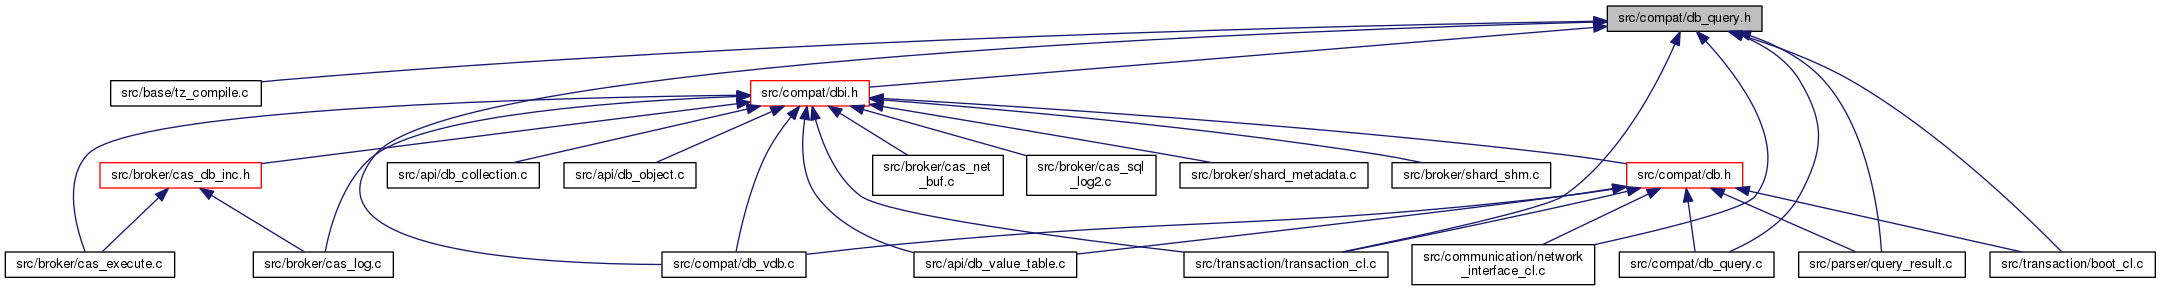 src/compat/db_query.h
src/base/tz_compile.c
src/compat/dbi.h
src/broker/cas_db_inc.h
src/api/db_collection.c
src/api/db_object.c
src/broker/cas_net
_buf.c
src/broker/cas_sql
_log2.c
src/broker/shard_metadata.c
src/broker/shard_shm.c
src/compat/db.h
src/broker/cas_execute.c
src/broker/cas_log.c
src/compat/db_vdb.c
src/api/db_value_table.c
src/transaction/transaction_cl.c
src/communication/network
_interface_cl.c
src/compat/db_query.c
src/parser/query_result.c
src/transaction/boot_cl.c